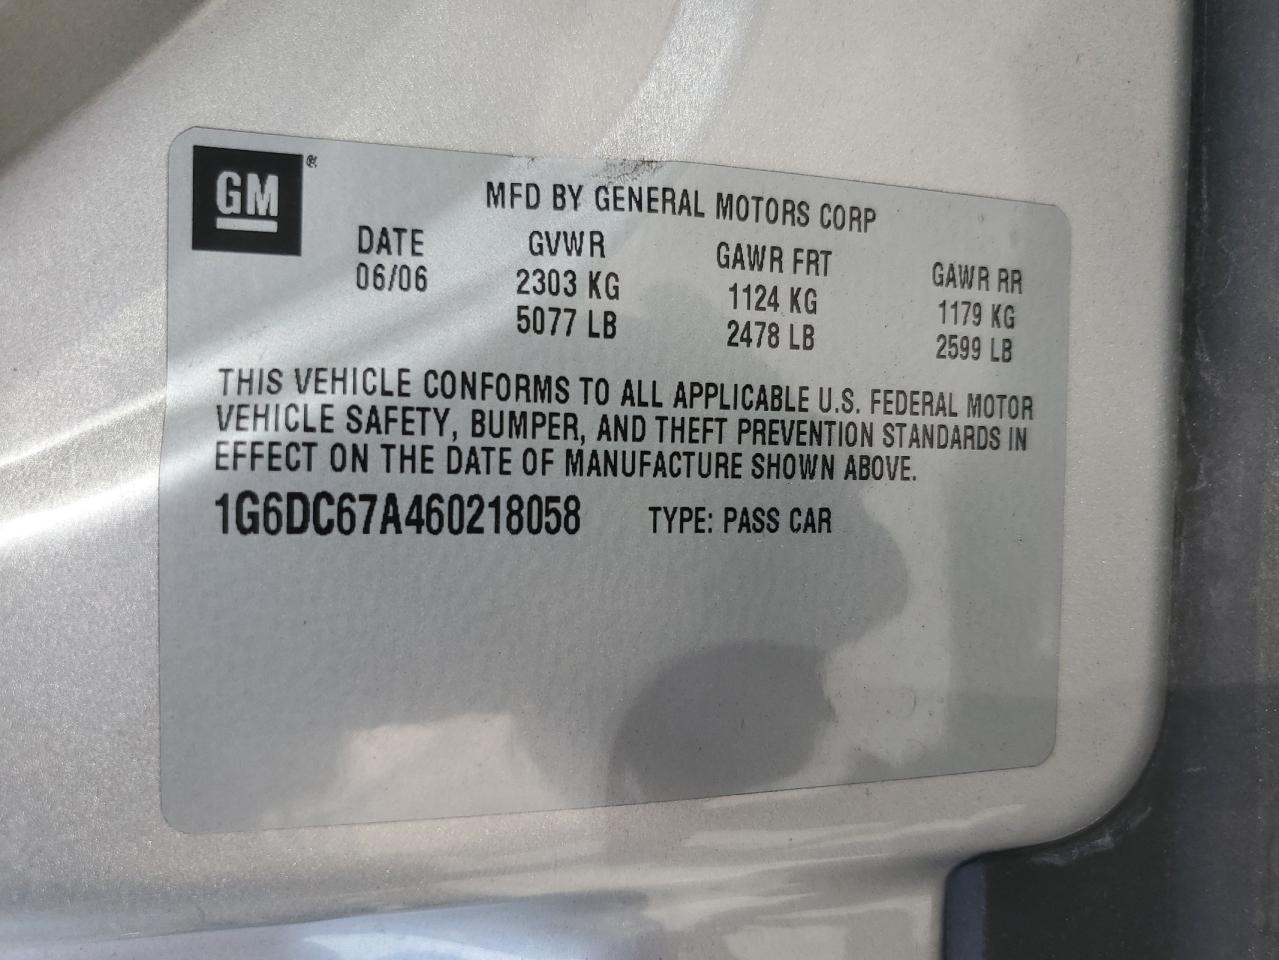 GM ®
MFD BY GENERAL MOTORS CORP
DATE GVWR GAWR FRT GAWR RR
06/06 2303 KG 1124 KG 1179 KG
5077 LB 2478 LB 2599 LB
THIS VEHICLE CONFORMS TO ALL APPLICABLE U.S. FEDERAL MOTOR
VEHICLE SAFETY, BUMPER, AND THEFT PREVENTION STANDARDS IN
EFFECT ON THE DATE OF MANUFACTURE SHOWN ABOVE.
1G6DC67A460218058 TYPE: PASS CAR